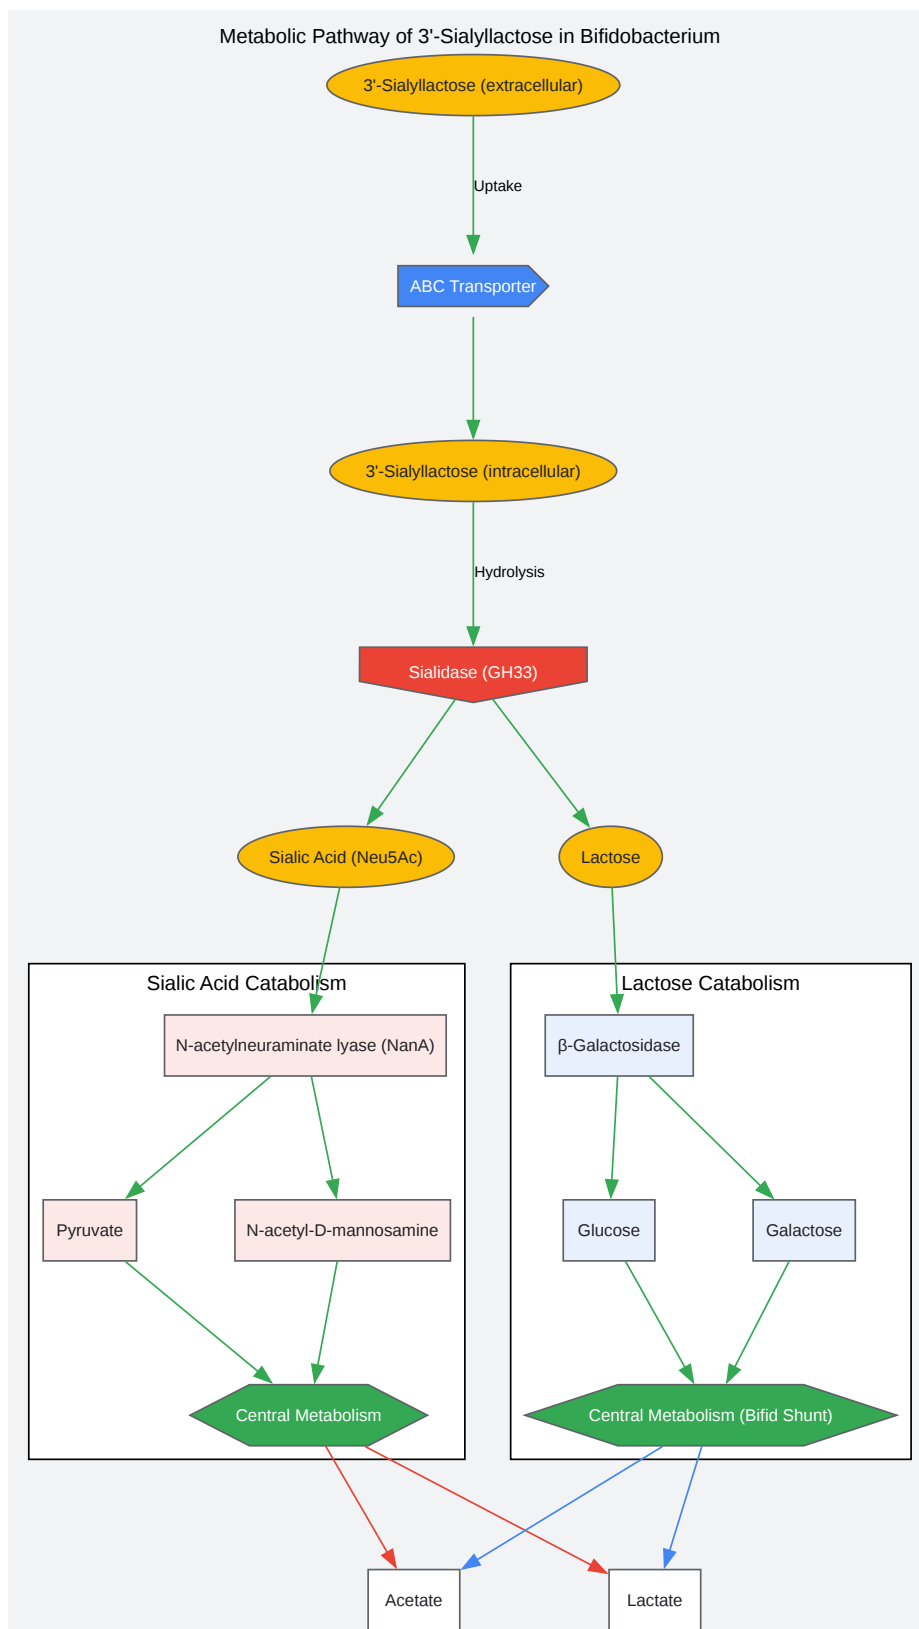 Metabolic Pathway of 3'-Sialyllactose in Bifidobacterium
3'-Sialyllactose (extracellular)
Uptake
ABC Transporter
3'-Sialyllactose (intracellular)
Hydrolysis
Sialidase (GH33)
Sialic Acid (Neu5Ac)
Lactose
Sialic Acid Catabolism
Lactose Catabolism
N-acetylneuraminate lyase (NanA)
β-Galactosidase
Pyruvate
N-acetyl-D-mannosamine
Glucose
Galactose
Central Metabolism
Central Metabolism (Bifid Shunt)
Acetate
Lactate